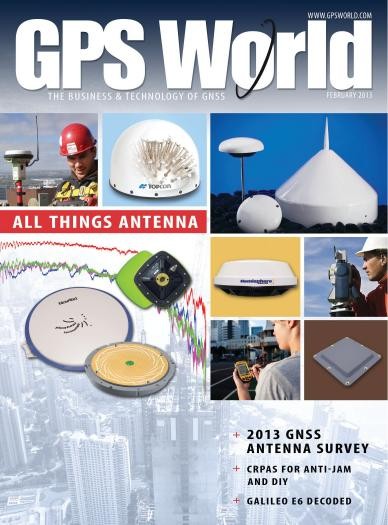 WWW.GPSWORLD.COM
GPS World
THE BUSINESS & TECHNOLOGY OF GNSS
FEBRUARY 2013
TOPCON
ALL THINGS ANTENNA
Hemisphere
+ 2013 GNSS
ANTENNA SURVEY
+ CRPAS FOR ANTI-JAM
AND DIY
+ GALILEO E6 DECODED